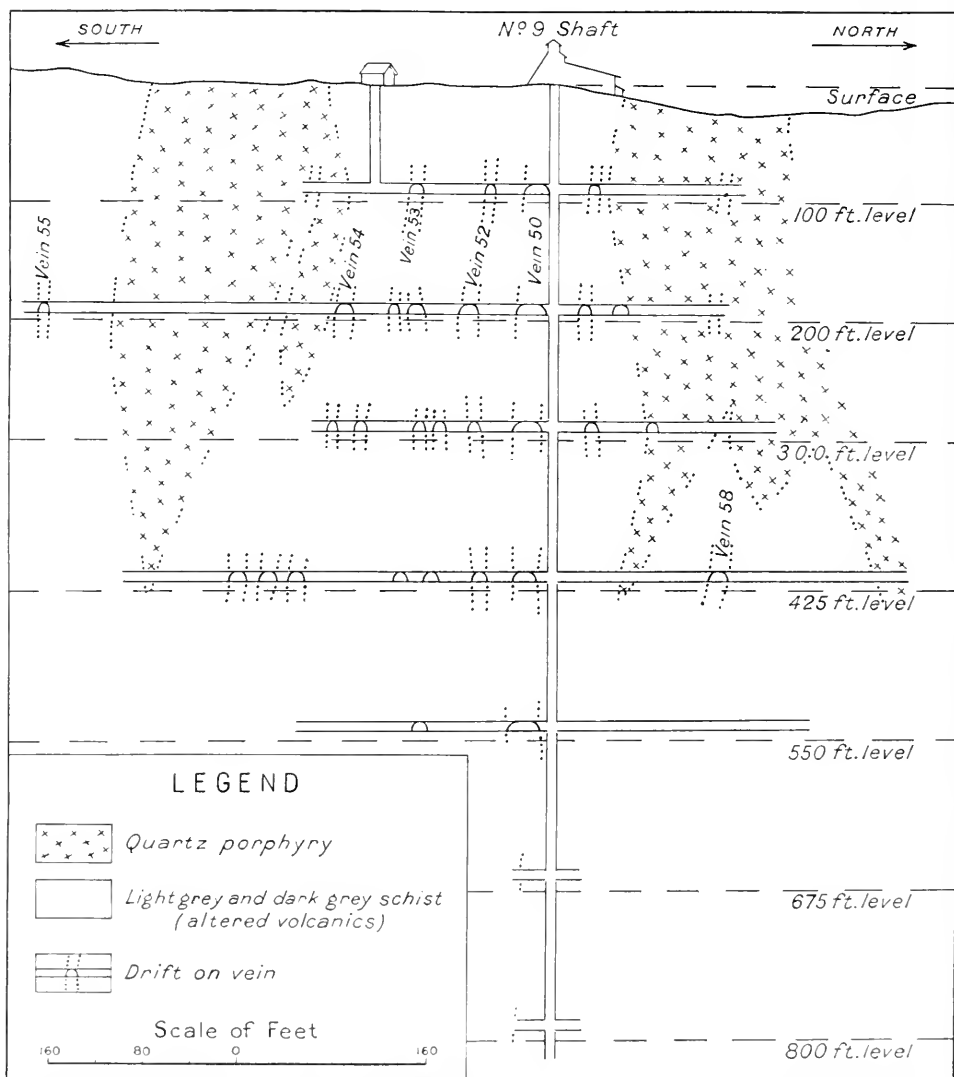 SOUTH
Nº 9 Shaft
NORTH
Surface
100 ft. level
Vein 55
Vein 54
Vein 53
Vein 52
Vein 50
200 ft. level
300 ft. level
Vein 58
425 ft. level
550 ft. level
675 ft. level
800 ft. level
LEGEND
Quartz porphyry
Light grey and dark grey schist
(altered volcanics)
Drift on vein
Scale of Feet
160 80 0 160